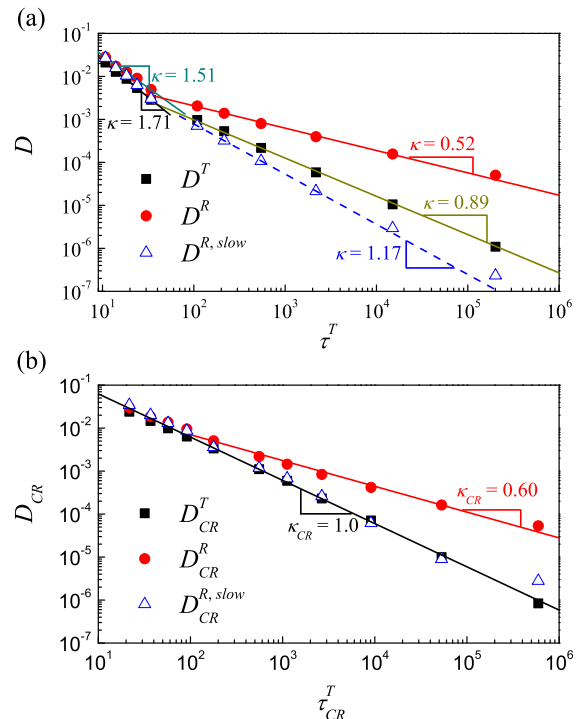 (a)
10^-1
10^-2
10^-3
10^-4
10^-5
10^-6
10^-7
D
κ = 1.51
κ = 1.71
κ = 0.52
κ = 0.89
κ = 1.17
D^T
D^R
D^{R, slow}
10^1 10^2 10^3 10^4 10^5 10^6
τ^T
(b)
10^-1
10^-2
10^-3
10^-4
10^-5
10^-6
10^-7
D_CR
κ_CR = 0.60
κ_CR = 1.0
D_CR^T
D_CR^R
D_CR^{R, slow}
10^1 10^2 10^3 10^4 10^5 10^6
τ_CR^T